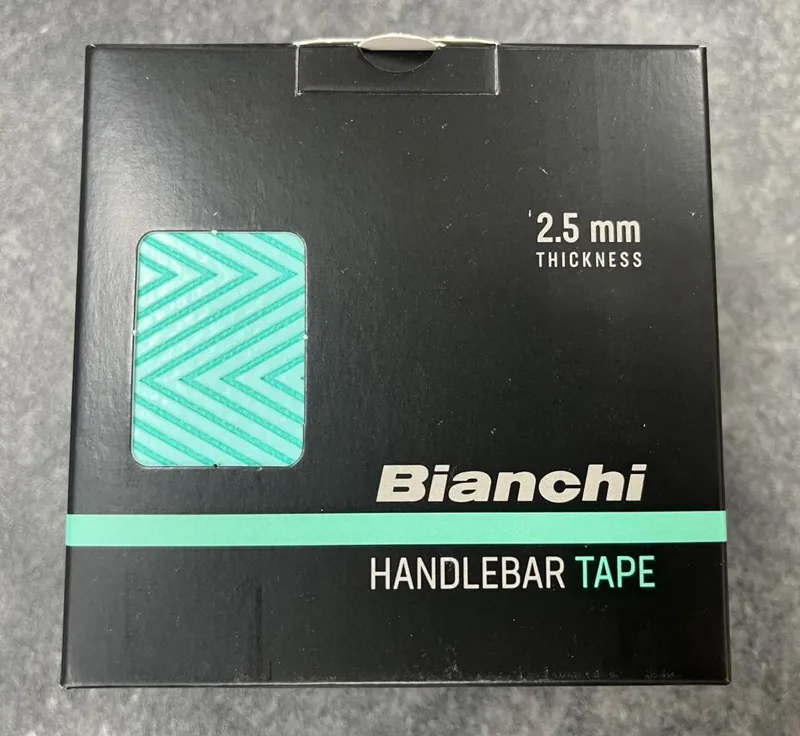 2.5 mm
THICKNESS
Bianchi
HANDLEBAR TAPE